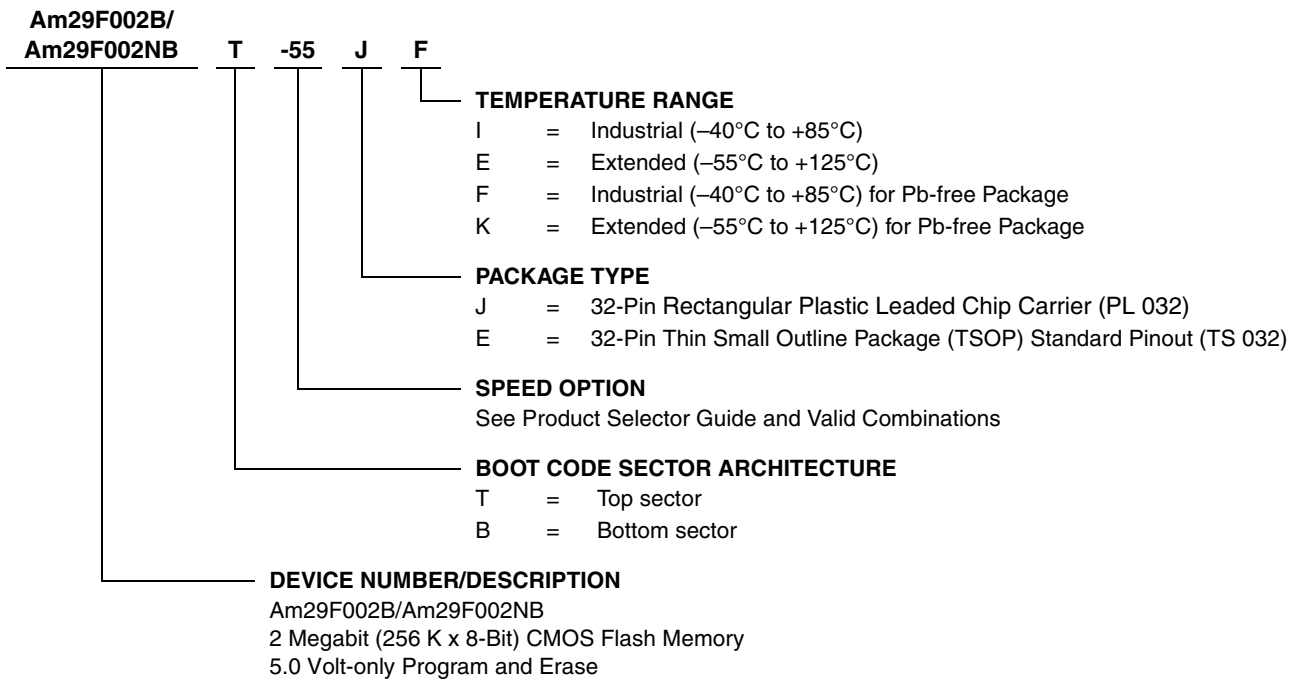 Am29F002B/
Am29F002NB T -55 J F
TEMPERATURE RANGE
I = Industrial (–40°C to +85°C)
E = Extended (–55°C to +125°C)
F = Industrial (–40°C to +85°C) for Pb-free Package
K = Extended (–55°C to +125°C) for Pb-free Package
PACKAGE TYPE
J = 32-Pin Rectangular Plastic Leaded Chip Carrier (PL 032)
E = 32-Pin Thin Small Outline Package (TSOP) Standard Pinout (TS 032)
SPEED OPTION
See Product Selector Guide and Valid Combinations
BOOT CODE SECTOR ARCHITECTURE
T = Top sector
B = Bottom sector
DEVICE NUMBER/DESCRIPTION
Am29F002B/Am29F002NB
2 Megabit (256 K x 8-Bit) CMOS Flash Memory
5.0 Volt-only Program and Erase